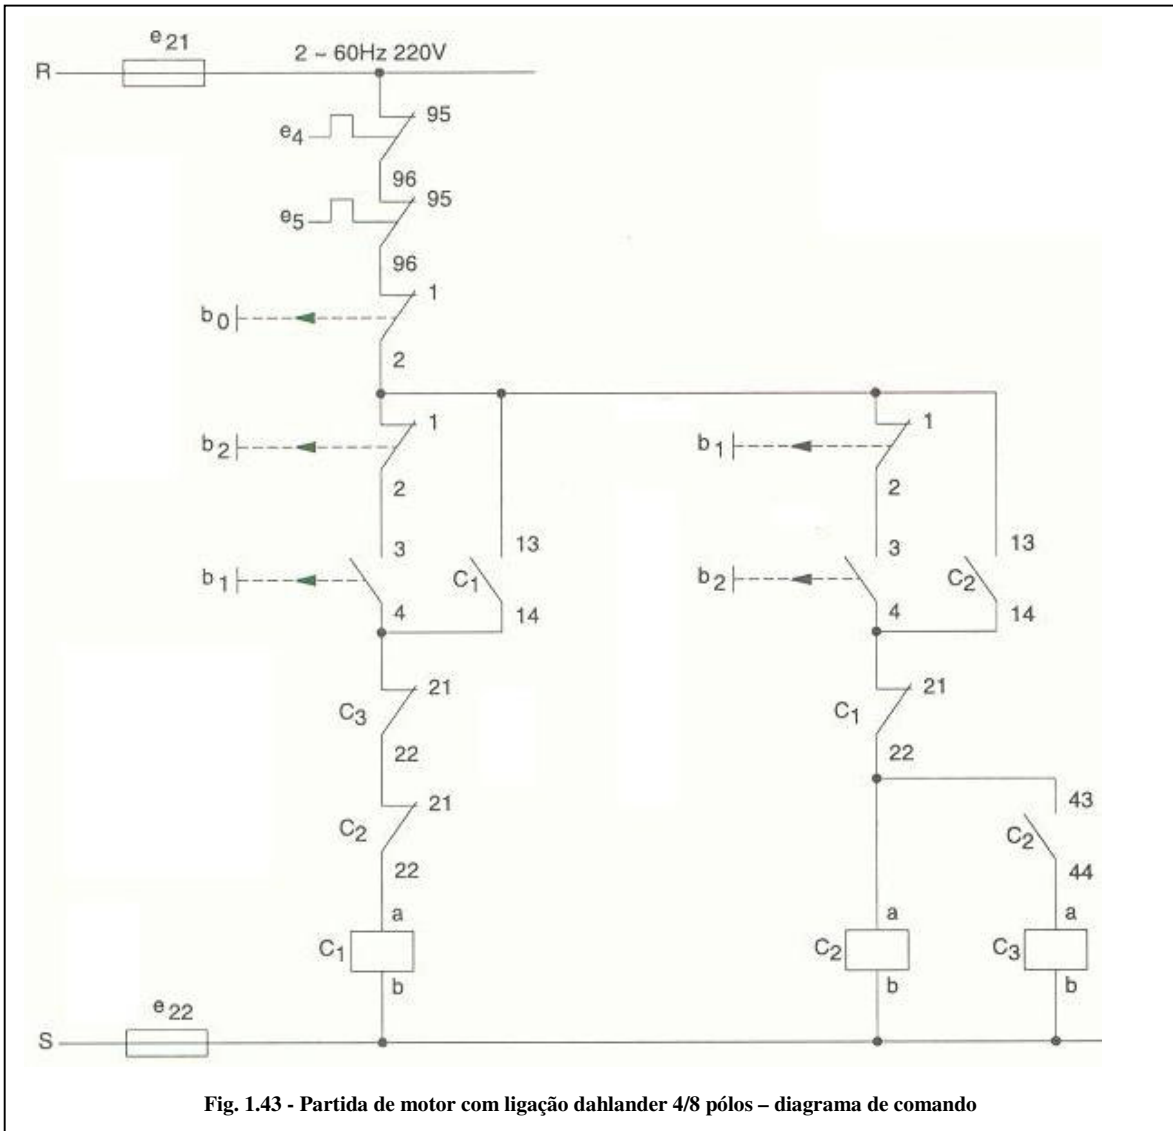 e21
2 ~ 60Hz 220V
R
95
e4
96
95
e5
96
1
b0
2
1
b2
2
1
b1
2
3
13
b1
C1
4
14
3
13
b2
C2
4
14
21
C3
22
21
C1
22
21
C2
22
43
C2
44
a
C1
b
a
C2
b
a
C3
b
e22
S
Fig. 1.43 - Partida de motor com ligação dahlander 4/8 pólos – diagrama de comando